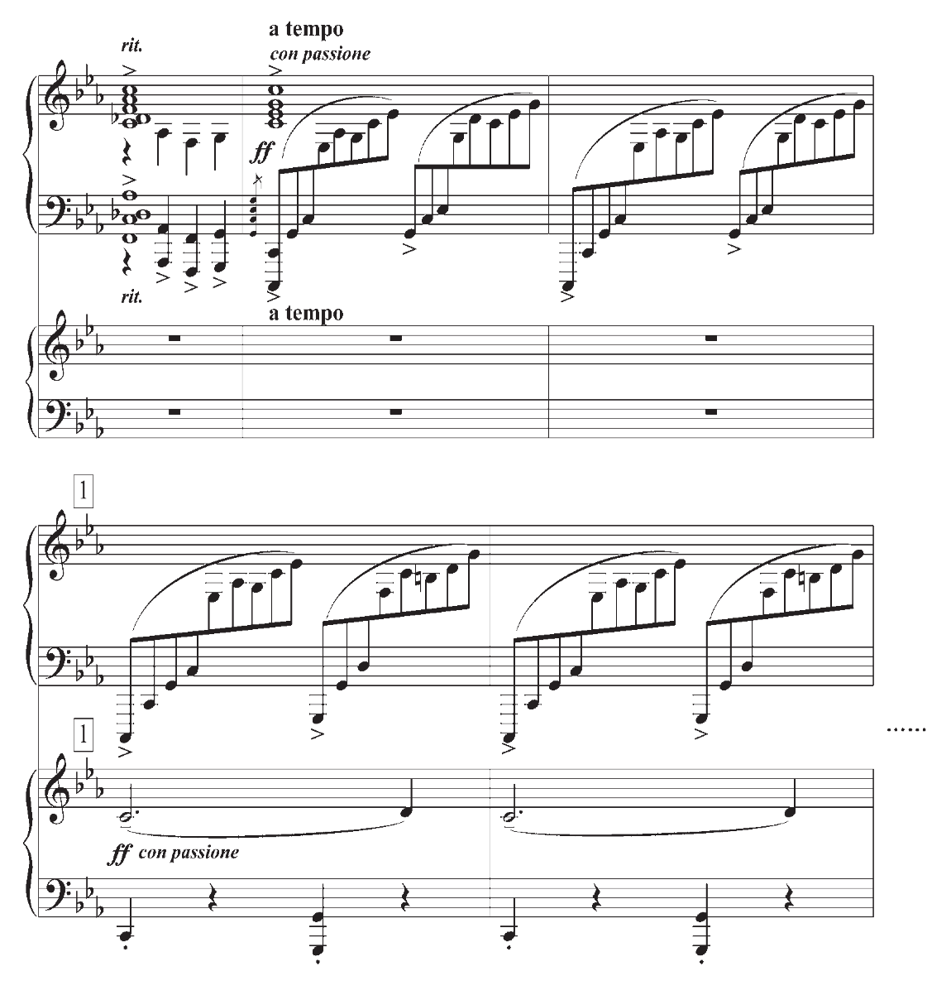 rit.
a tempo
con passione
ff
rit.
a tempo
1
1
......
ff con passione